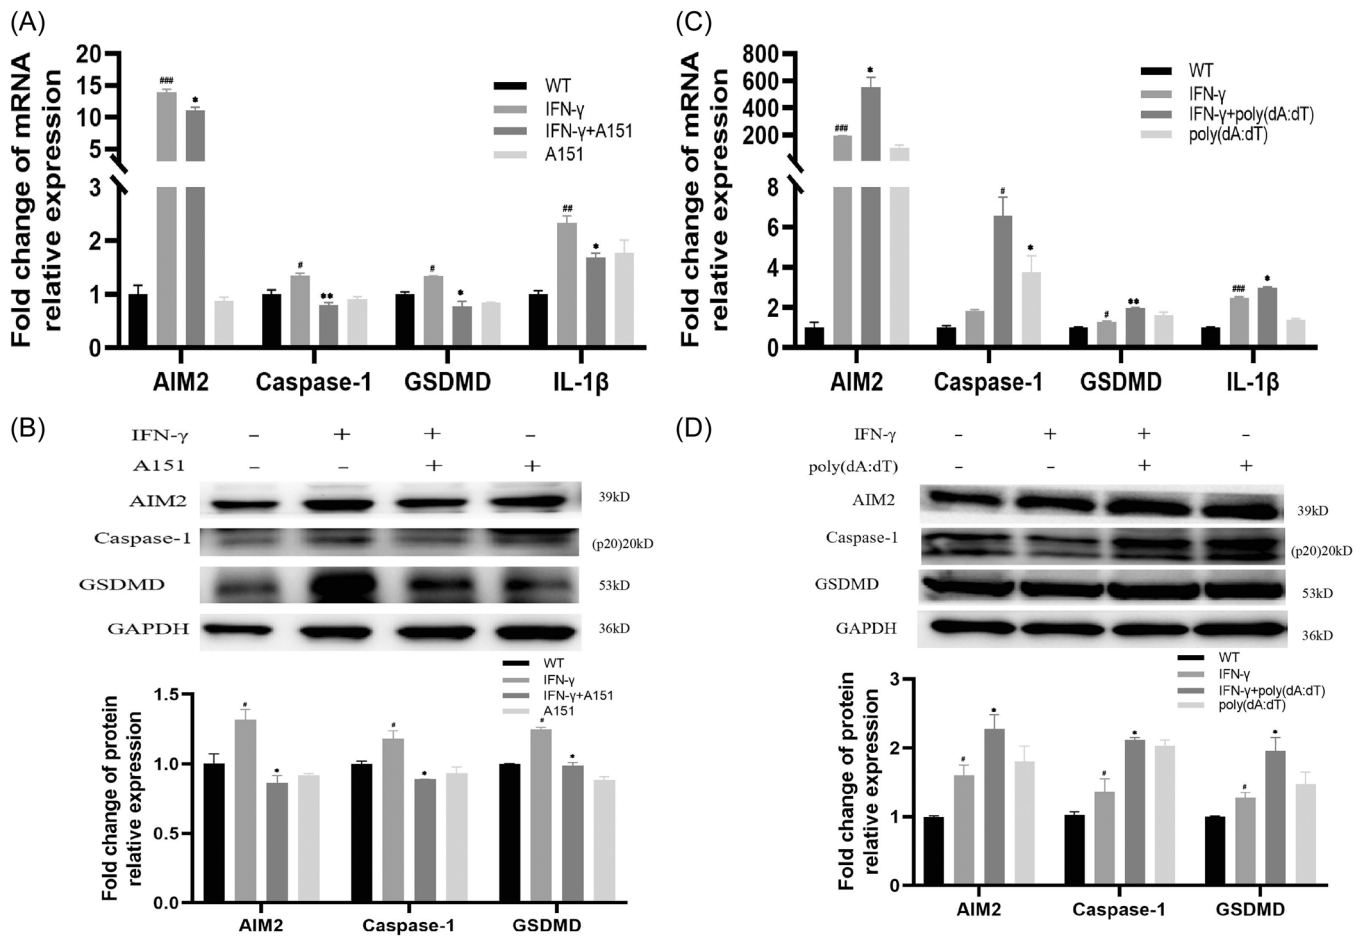 (A)
Fold change of mRNA
relative expression
20
15
10
5
3
2
1
0
###
*
#
**
#
*
##
*
WT
IFN-γ
IFN-γ+A151
A151
AIM2 Caspase-1 GSDMD IL-1β
(C)
Fold change of mRNA
relative expression
800
600
400
200
8
6
4
2
0
###
*
#
*
#
**
###
*
WT
IFN-γ
IFN-γ+poly(dA:dT)
poly(dA:dT)
AIM2 Caspase-1 GSDMD IL-1β
(B)
IFN-γ – + + –
A151 – – + +
AIM2 39kD
Caspase-1 (p20)20kD
GSDMD 53kD
GAPDH 36kD
WT
IFN-γ
IFN-γ+A151
A151
Fold change of protein
relative expression
1.5
1.0
0.5
0.0
#
*
#
*
#
*
AIM2 Caspase-1 GSDMD
(D)
IFN-γ – + + –
poly(dA:dT) – – + +
AIM2 39kD
Caspase-1 (p20)20kD
GSDMD 53kD
GAPDH 36kD
WT
IFN-γ
IFN-γ+poly(dA:dT)
poly(dA:dT)
Fold change of protein
relative expression
3
2
1
0
#
*
#
*
#
*
AIM2 Caspase-1 GSDMD